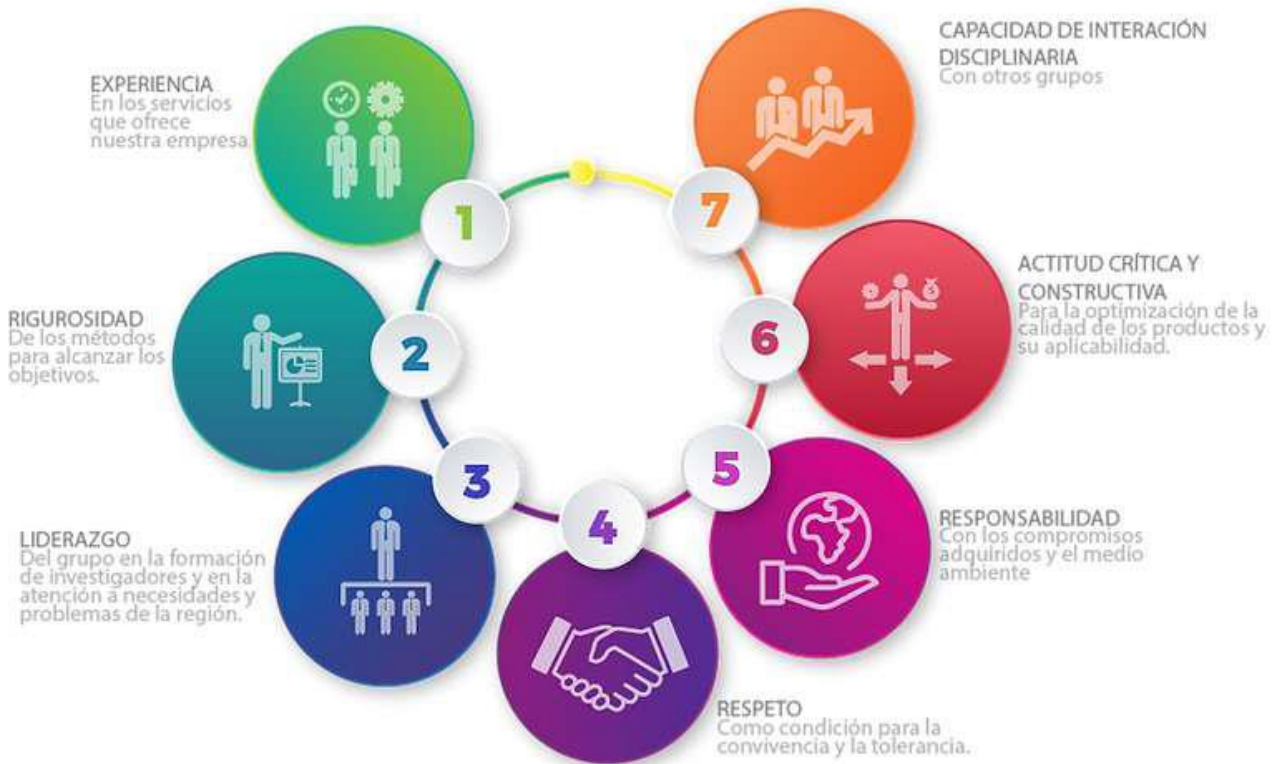 EXPERIENCIA
En los servicios
que ofrece
nuestra empresa
1
RIGUROSIDAD
De los métodos
para alcanzar los
objetivos.
2
LIDERAZGO
Del grupo en la formación
de investigadores y en la
atención a necesidades y
problemas de la región.
3
4
RESPETO
Como condición para la
convivencia y la tolerancia.
5
RESPONSABILIDAD
Con los compromisos
adquiridos y el medio
ambiente
6
ACTITUD CRÍTICA Y
CONSTRUCTIVA
Para la optimización de la
calidad de los productos y
su aplicabilidad.
7
CAPACIDAD DE INTERACIÓN
DISCIPLINARIA
Con otros grupos